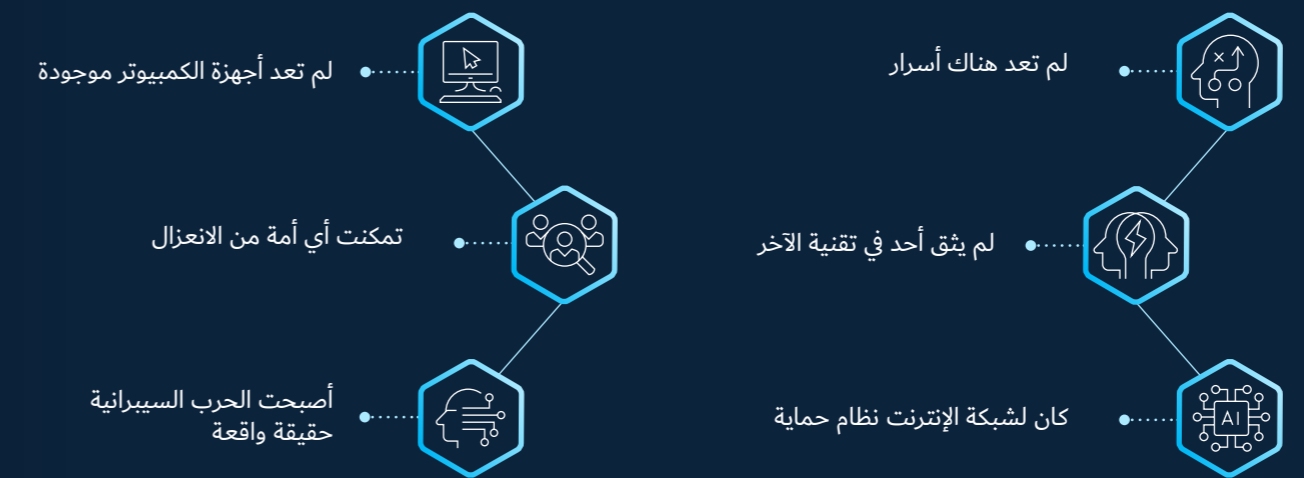 لم تعد هناك أسرار
لم يثق أحد في تقنية الآخر
كان لشبكة الإنترنت نظام حماية
AI
لم تعد أجهزة الكمبيوتر موجودة
تمكنت أي أمة من الانعزال
أصبحت الحرب السيبرانية
حقيقة واقعة